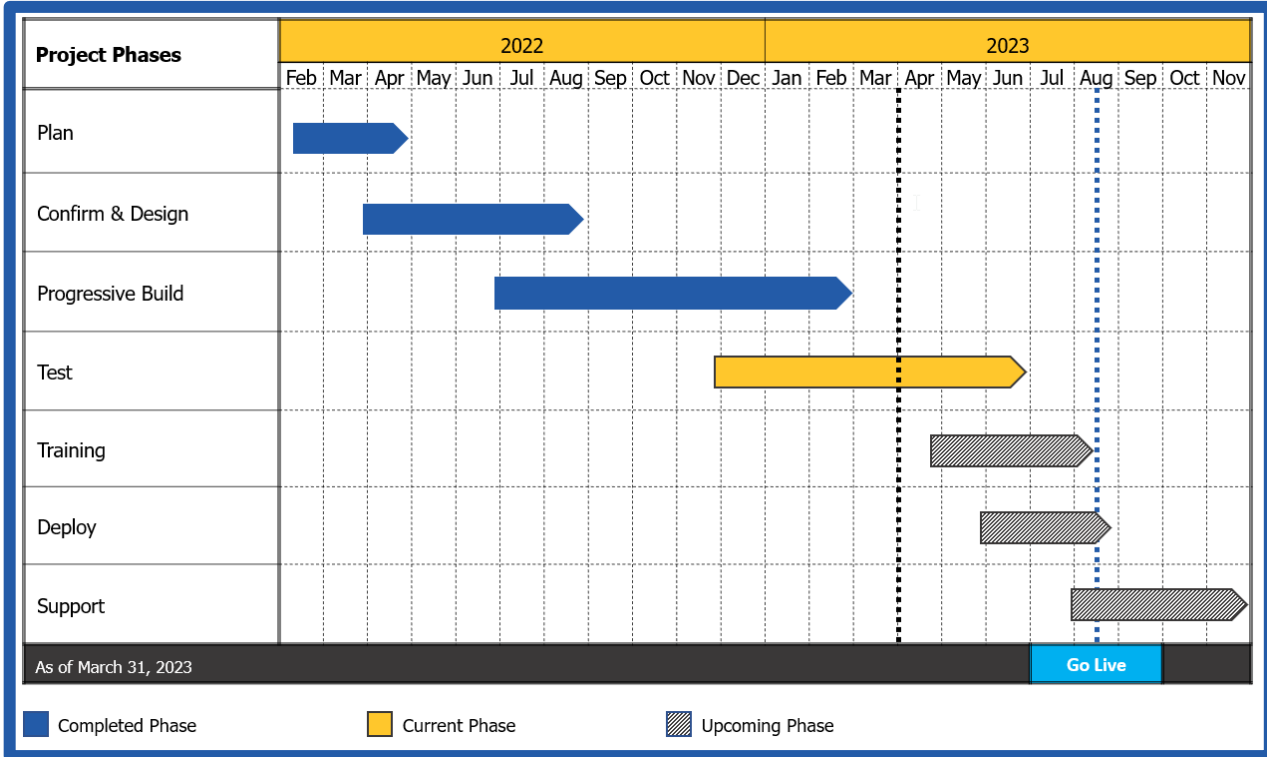 Project Phases
2022
2023
Feb Mar Apr May Jun Jul Aug Sep Oct Nov Dec Jan Feb Mar Apr May Jun Jul Aug Sep Oct Nov
Plan
Confirm & Design
Progressive Build
Test
Training
Deploy
Support
As of March 31, 2023
Go Live
Completed Phase
Current Phase
Upcoming Phase